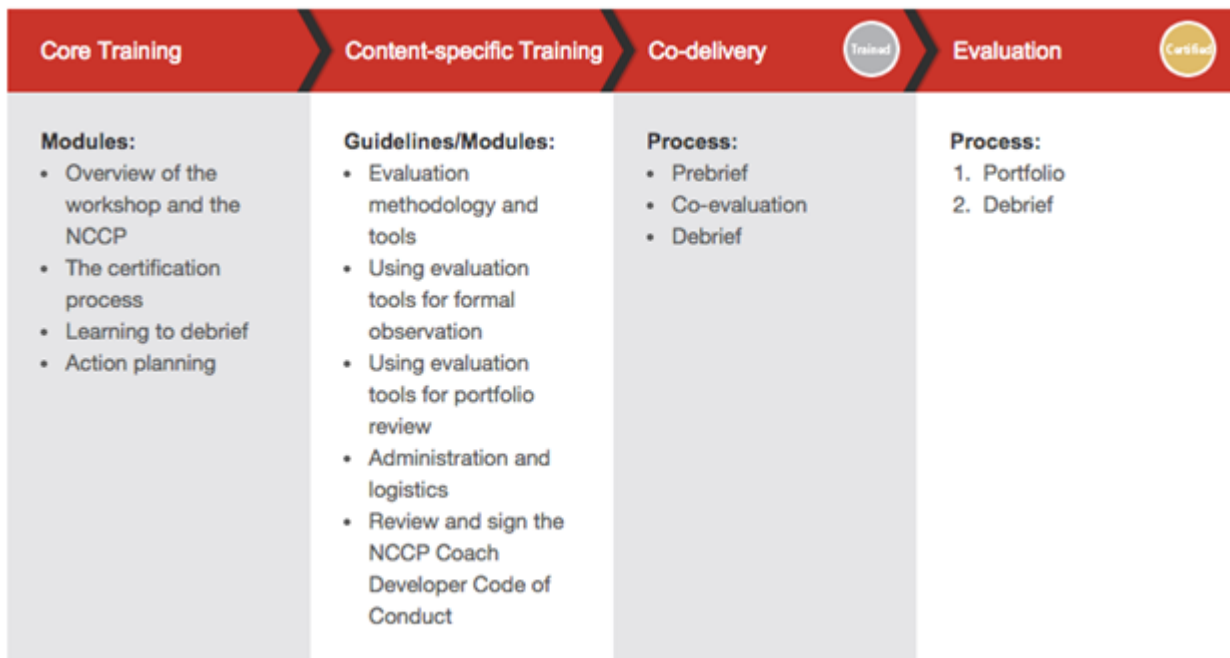 Core Training
Content-specific Training
Co-delivery
Trained
Evaluation
Certified
Modules:
• Overview of the
workshop and the
NCCP
• The certification
process
• Learning to debrief
• Action planning
Guidelines/Modules:
• Evaluation
methodology and
tools
• Using evaluation
tools for formal
observation
• Using evaluation
tools for portfolio
review
• Administration and
logistics
• Review and sign the
NCCP Coach
Developer Code of
Conduct
Process:
• Prebrief
• Co-evaluation
• Debrief
Process:
1. Portfolio
2. Debrief